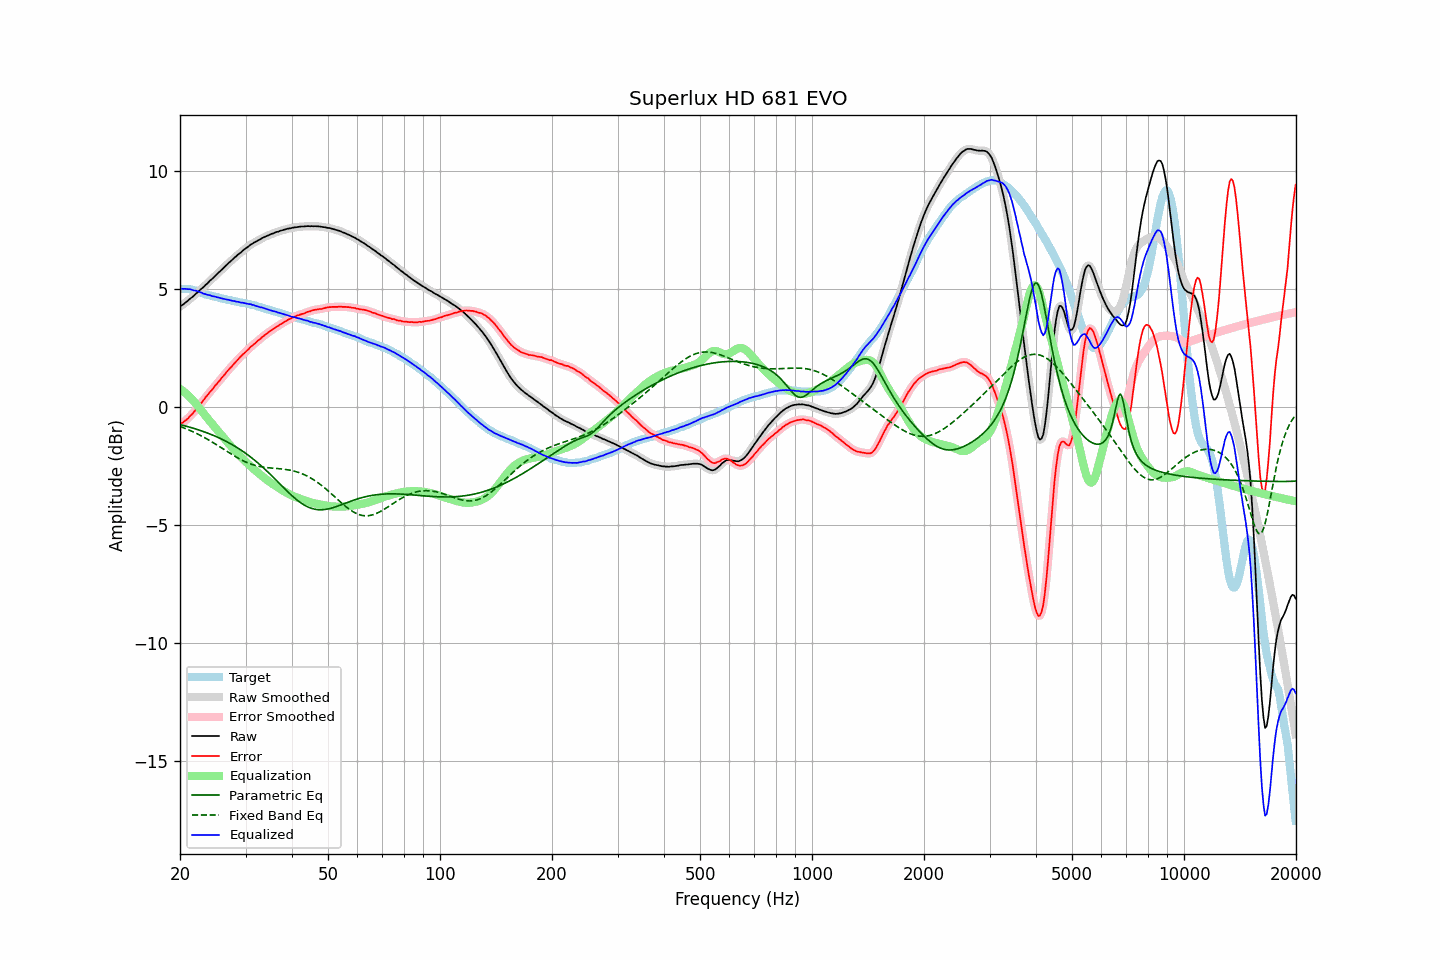 Superlux HD 681 EVO
Amplitude (dBr)
10
5
0
−5
−10
−15
Target
Raw Smoothed
Error Smoothed
Raw
Error
Equalization
Parametric Eq
Fixed Band Eq
Equalized
20 50 100 200 500 1000 2000 5000 10000 20000
Frequency (Hz)